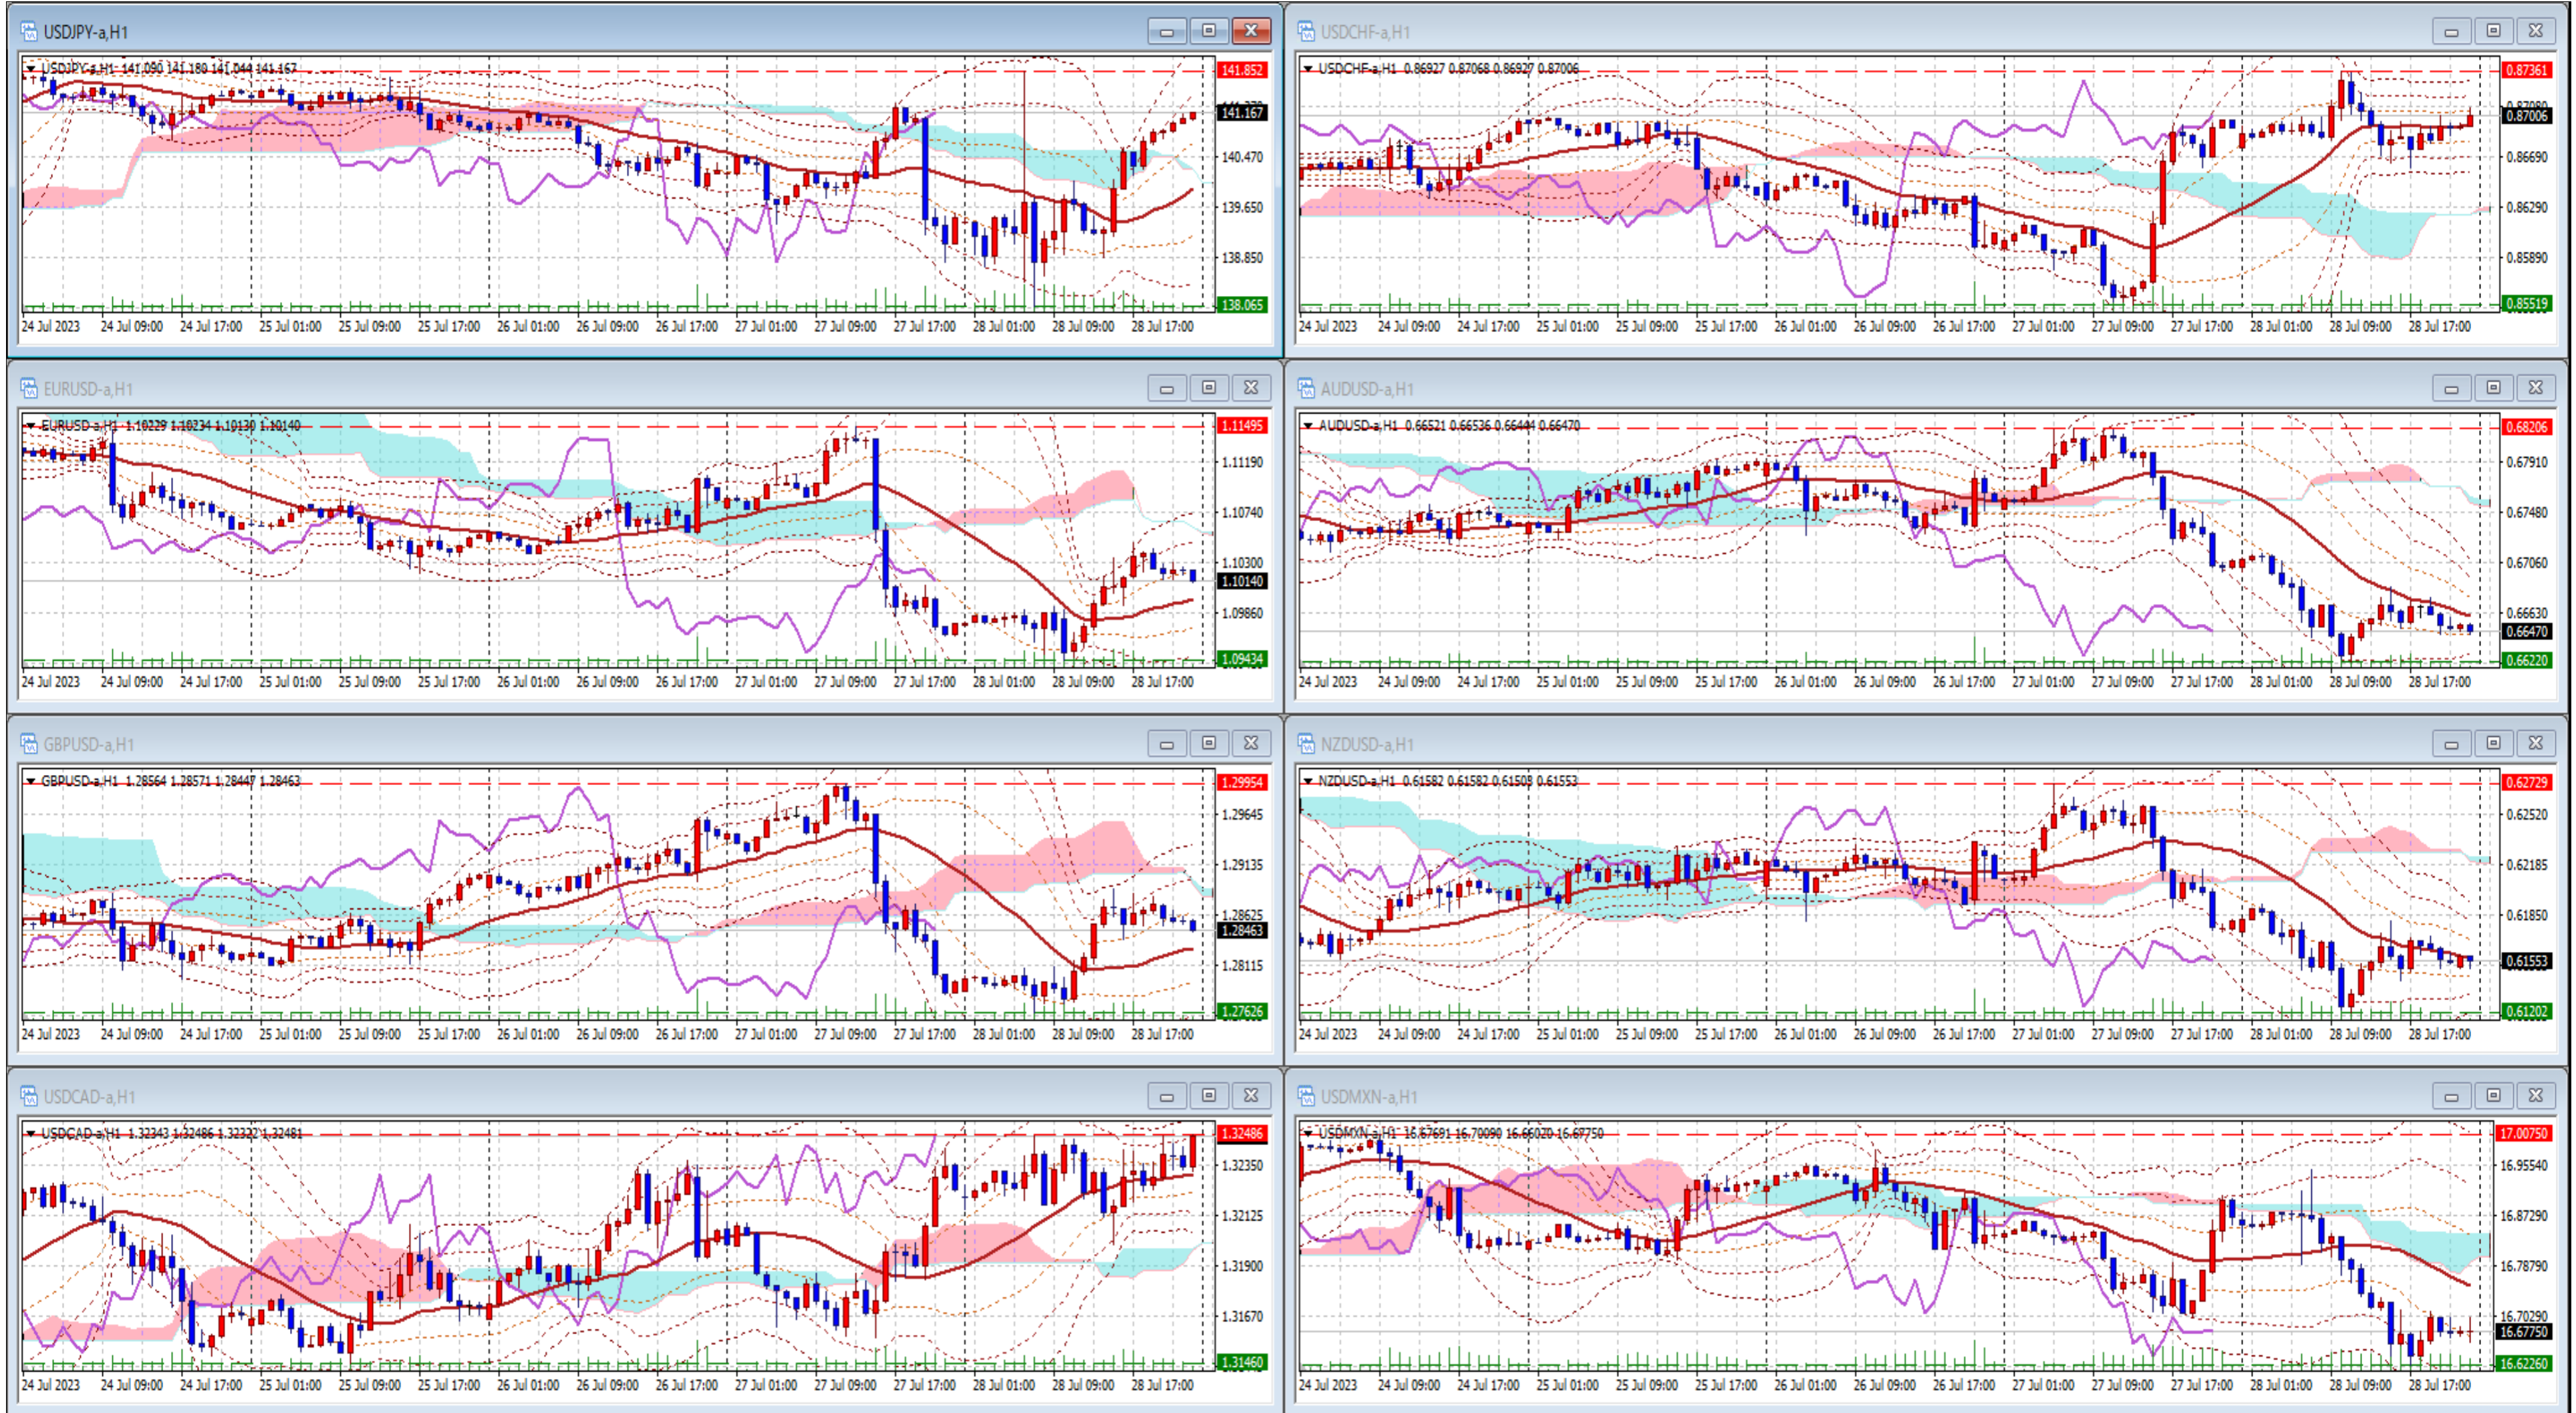 USDJPY-a,H1
USDJPY-a,H1 141.090 141.180 141.044 141.167
141.852
141.167
140.470
139.650
138.850
138.065
24 Jul 2023 24 Jul 09:00 24 Jul 17:00 25 Jul 01:00 25 Jul 09:00 25 Jul 17:00 26 Jul 01:00 26 Jul 09:00 26 Jul 17:00 27 Jul 01:00 27 Jul 09:00 27 Jul 17:00 28 Jul 01:00 28 Jul 09:00 28 Jul 17:00
USDCHF-a,H1
USDCHF-a,H1 0.86927 0.87068 0.86927 0.87006
0.87361
0.87080
0.87006
0.86690
0.86290
0.85890
0.85519
24 Jul 2023 24 Jul 09:00 24 Jul 17:00 25 Jul 01:00 25 Jul 09:00 25 Jul 17:00 26 Jul 01:00 26 Jul 09:00 26 Jul 17:00 27 Jul 01:00 27 Jul 09:00 27 Jul 17:00 28 Jul 01:00 28 Jul 09:00 28 Jul 17:00
EURUSD-a,H1
EURUSD-a,H1 1.10229 1.10234 1.10130 1.10140
1.11495
1.11190
1.10740
1.10300
1.10140
1.09860
1.09434
24 Jul 2023 24 Jul 09:00 24 Jul 17:00 25 Jul 01:00 25 Jul 09:00 25 Jul 17:00 26 Jul 01:00 26 Jul 09:00 26 Jul 17:00 27 Jul 01:00 27 Jul 09:00 27 Jul 17:00 28 Jul 01:00 28 Jul 09:00 28 Jul 17:00
AUDUSD-a,H1
AUDUSD-a,H1 0.66521 0.66536 0.66444 0.66470
0.68206
0.67910
0.67480
0.67060
0.66630
0.66470
0.66220
24 Jul 2023 24 Jul 09:00 24 Jul 17:00 25 Jul 01:00 25 Jul 09:00 25 Jul 17:00 26 Jul 01:00 26 Jul 09:00 26 Jul 17:00 27 Jul 01:00 27 Jul 09:00 27 Jul 17:00 28 Jul 01:00 28 Jul 09:00 28 Jul 17:00
GBPUSD-a,H1
GBPUSD-a,H1 1.28564 1.28571 1.28447 1.28463
1.29954
1.29645
1.29135
1.28625
1.28463
1.28115
1.27626
24 Jul 2023 24 Jul 09:00 24 Jul 17:00 25 Jul 01:00 25 Jul 09:00 25 Jul 17:00 26 Jul 01:00 26 Jul 09:00 26 Jul 17:00 27 Jul 01:00 27 Jul 09:00 27 Jul 17:00 28 Jul 01:00 28 Jul 09:00 28 Jul 17:00
NZDUSD-a,H1
NZDUSD-a,H1 0.61582 0.61582 0.61503 0.61553
0.62729
0.62520
0.62185
0.61850
0.61553
0.61202
24 Jul 2023 24 Jul 09:00 24 Jul 17:00 25 Jul 01:00 25 Jul 09:00 25 Jul 17:00 26 Jul 01:00 26 Jul 09:00 26 Jul 17:00 27 Jul 01:00 27 Jul 09:00 27 Jul 17:00 28 Jul 01:00 28 Jul 09:00 28 Jul 17:00
USDCAD-a,H1
USDCAD-a,H1 1.32343 1.32486 1.32322 1.32481
1.32486
1.32350
1.32125
1.31900
1.31670
1.31460
24 Jul 2023 24 Jul 09:00 24 Jul 17:00 25 Jul 01:00 25 Jul 09:00 25 Jul 17:00 26 Jul 01:00 26 Jul 09:00 26 Jul 17:00 27 Jul 01:00 27 Jul 09:00 27 Jul 17:00 28 Jul 01:00 28 Jul 09:00 28 Jul 17:00
USDMXN-a,H1
USDMXN-a,H1 16.67691 16.70090 16.66020 16.67750
17.00750
16.95540
16.87290
16.78790
16.70290
16.67750
16.62260
24 Jul 2023 24 Jul 09:00 24 Jul 17:00 25 Jul 01:00 25 Jul 09:00 25 Jul 17:00 26 Jul 01:00 26 Jul 09:00 26 Jul 17:00 27 Jul 01:00 27 Jul 09:00 27 Jul 17:00 28 Jul 01:00 28 Jul 09:00 28 Jul 17:00